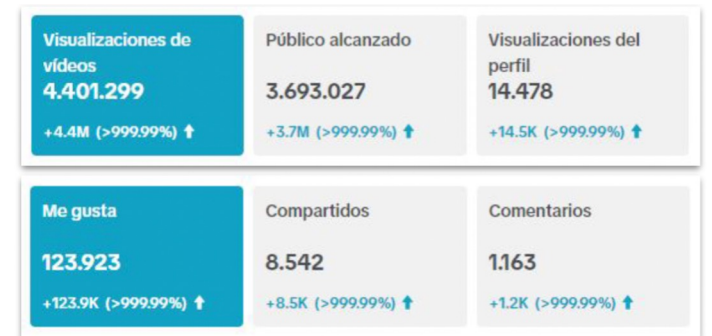 Visualizaciones de
vídeos
4.401.299
+4.4M (>999.99%) ↑
Público alcanzado
3.693.027
+3.7M (>999.99%) ↑
Visualizaciones del
perfil
14.478
+14.5K (>999.99%) ↑
Me gusta
123.923
+123.9K (>999.99%) ↑
Compartidos
8.542
+8.5K (>999.99%) ↑
Comentarios
1.163
+1.2K (>999.99%) ↑